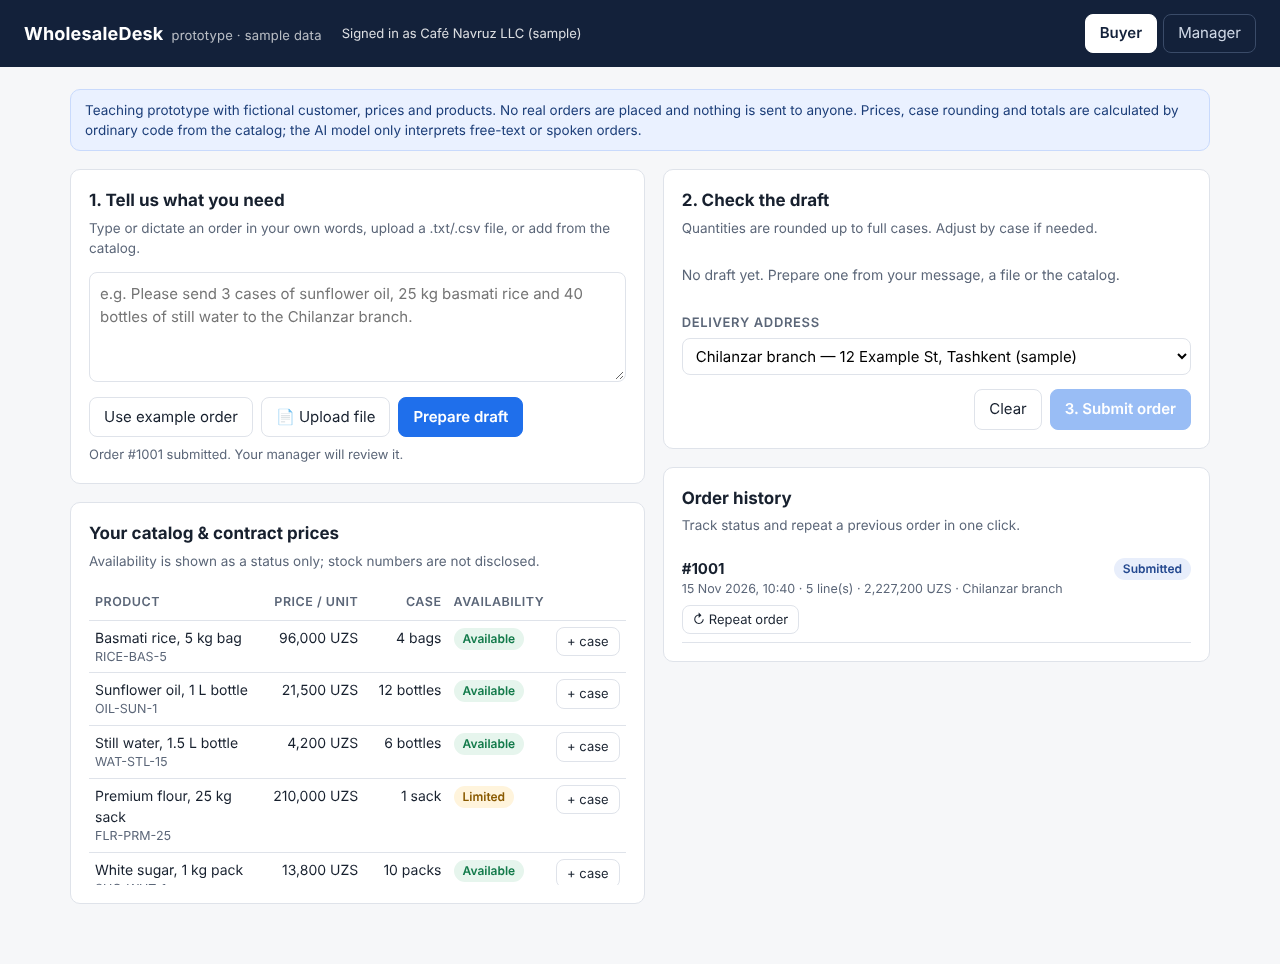 WholesaleDesk prototype · sample data Signed in as Café Navruz LLC (sample) Buyer Manager
Teaching prototype with fictional customer, prices and products. No real orders are placed and nothing is sent to anyone. Prices, case rounding and totals are calculated by
ordinary code from the catalog; the AI model only interprets free-text or spoken orders.
1. Tell us what you need
Type or dictate an order in your own words, upload a .txt/.csv file, or add from the
catalog.
e.g. Please send 3 cases of sunflower oil, 25 kg basmati rice and 40
bottles of still water to the Chilanzar branch.
Use example order 📄 Upload file Prepare draft
Order #1001 submitted. Your manager will review it.
Your catalog & contract prices
Availability is shown as a status only; stock numbers are not disclosed.
PRODUCT PRICE / UNIT CASE AVAILABILITY
Basmati rice, 5 kg bag 96,000 UZS 4 bags Available + case
RICE-BAS-5
Sunflower oil, 1 L bottle 21,500 UZS 12 bottles Available + case
OIL-SUN-1
Still water, 1.5 L bottle 4,200 UZS 6 bottles Available + case
WAT-STL-15
Premium flour, 25 kg 210,000 UZS 1 sack Limited + case
sack
FLR-PRM-25
White sugar, 1 kg pack 13,800 UZS 10 packs Available + case
2. Check the draft
Quantities are rounded up to full cases. Adjust by case if needed.
No draft yet. Prepare one from your message, a file or the catalog.
DELIVERY ADDRESS
Chilanzar branch — 12 Example St, Tashkent (sample)
Clear 3. Submit order
Order history
Track status and repeat a previous order in one click.
#1001 Submitted
15 Nov 2026, 10:40 · 5 line(s) · 2,227,200 UZS · Chilanzar branch
↻ Repeat order